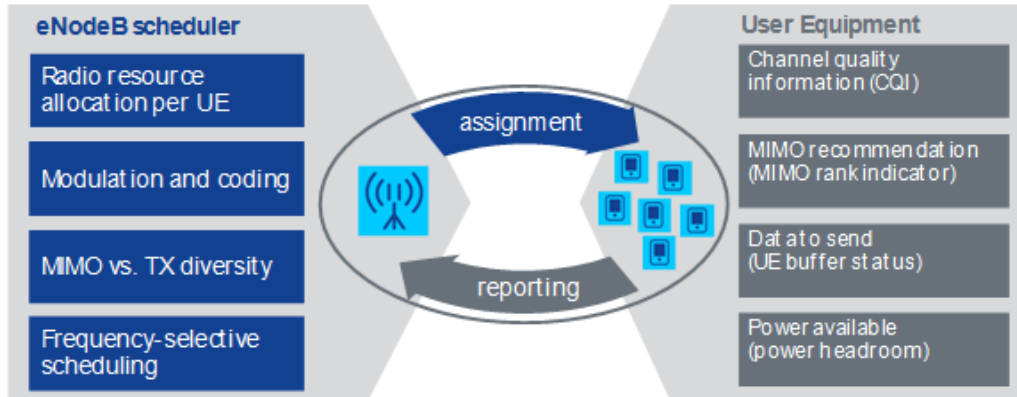 eNodeB scheduler
Radio resource
allocation per UE
Modulation and coding
MIMO vs. TX diversity
Frequency-selective
scheduling
assignment
reporting
User Equipment
Channel quality
information (CQI)
MIMO recommendation
(MIMO rank indicator)
Data to send
(UE buffer status)
Power available
(power headroom)